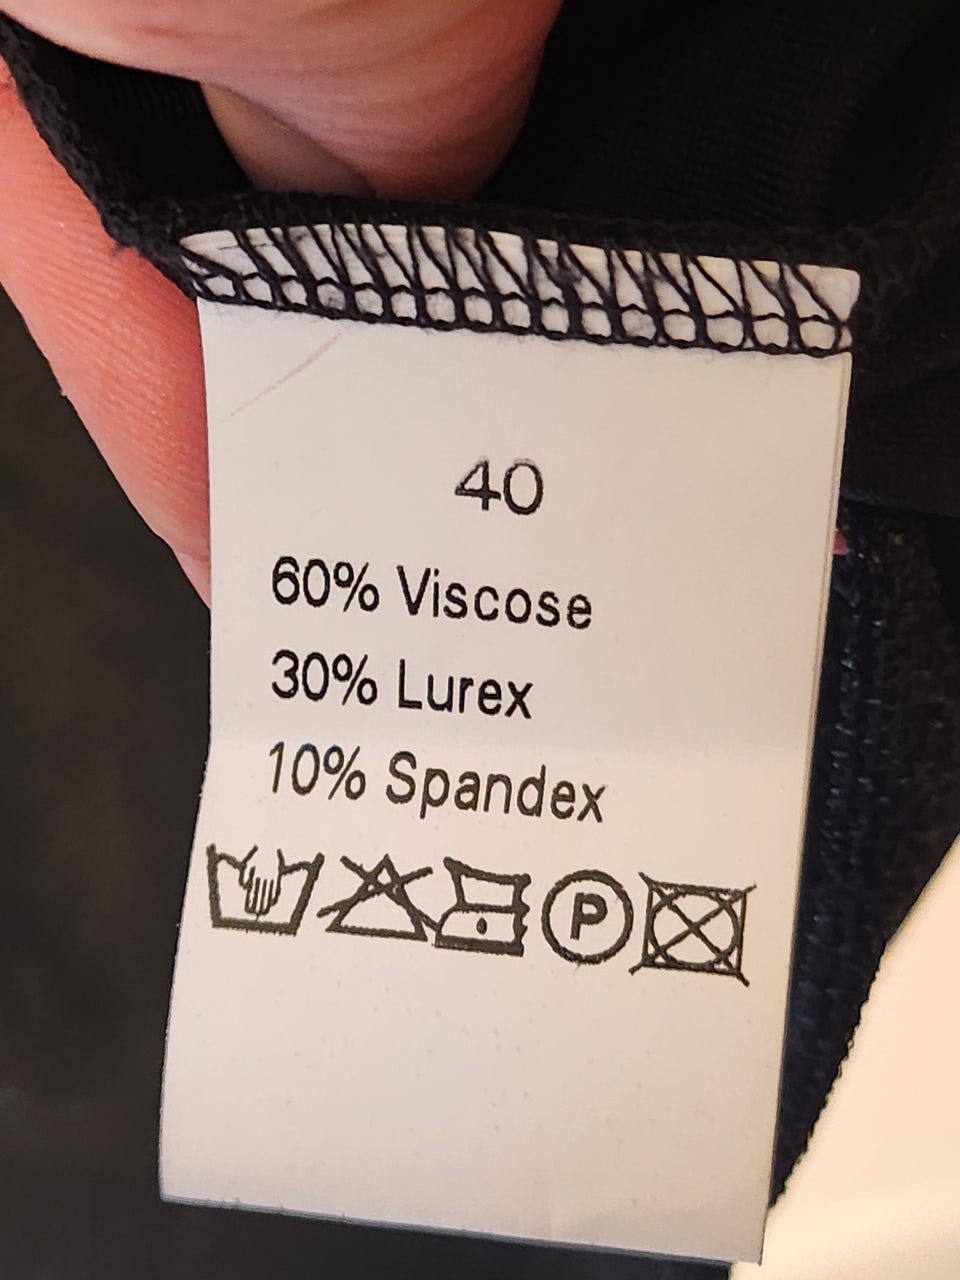 40
60% Viscose
30% Lurex
10% Spandex
P